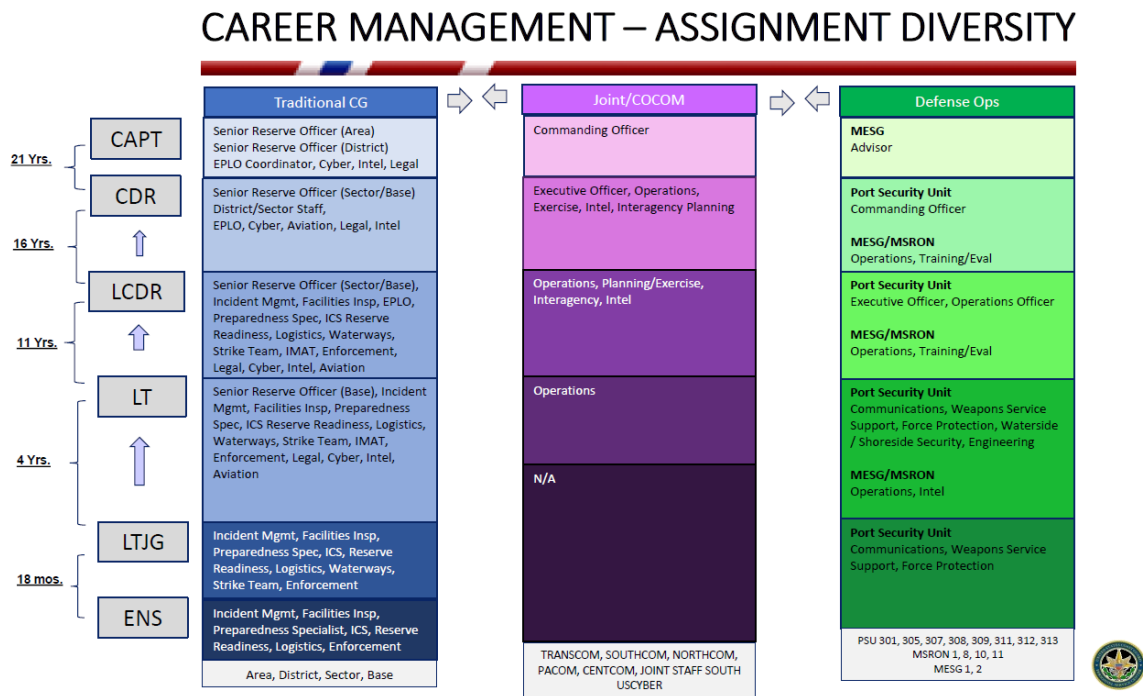 CAREER MANAGEMENT – ASSIGNMENT DIVERSITY
Traditional CG
Joint/COCOM
Defense Ops
CAPT
21 Yrs.
CDR
16 Yrs.
LCDR
11 Yrs.
LT
4 Yrs.
LTJG
18 mos.
ENS
Senior Reserve Officer (Area)
Senior Reserve Officer (District)
EPLO Coordinator, Cyber, Intel, Legal
Senior Reserve Officer (Sector/Base)
District/Sector Staff,
EPLO, Cyber, Aviation, Legal, Intel
Senior Reserve Officer (Sector/Base),
Incident Mgmt, Facilities Insp, EPLO,
Preparedness Spec, ICS Reserve
Readiness, Logistics, Waterways,
Strike Team, IMAT, Enforcement,
Legal, Cyber, Intel, Aviation
Senior Reserve Officer (Base), Incident
Mgmt, Facilities Insp, Preparedness
Spec, ICS Reserve Readiness, Logistics,
Waterways, Strike Team, IMAT,
Enforcement, Legal, Cyber, Intel,
Aviation
Incident Mgmt, Facilities Insp,
Preparedness Spec, ICS, Reserve
Readiness, Logistics, Waterways,
Strike Team, Enforcement
Incident Mgmt, Facilities Insp,
Preparedness Specialist, ICS, Reserve
Readiness, Logistics, Enforcement
Area, District, Sector, Base
Commanding Officer
Executive Officer, Operations,
Exercise, Intel, Interagency Planning
Operations, Planning/Exercise,
Interagency, Intel
Operations
N/A
TRANSCOM, SOUTHCOM, NORTHCOM,
PACOM, CENTCOM, JOINT STAFF SOUTH
USCYBER
MESG
Advisor
Port Security Unit
Commanding Officer
MESG/MSRON
Operations, Training/Eval
Port Security Unit
Executive Officer, Operations Officer
MESG/MSRON
Operations, Training/Eval
Port Security Unit
Communications, Weapons Service
Support, Force Protection, Waterside
/ Shoreside Security, Engineering
MESG/MSRON
Operations, Intel
Port Security Unit
Communications, Weapons Service
Support, Force Protection
PSU 301, 305, 307, 308, 309, 311, 312, 313
MSRON 1, 8, 10, 11
MESG 1, 2